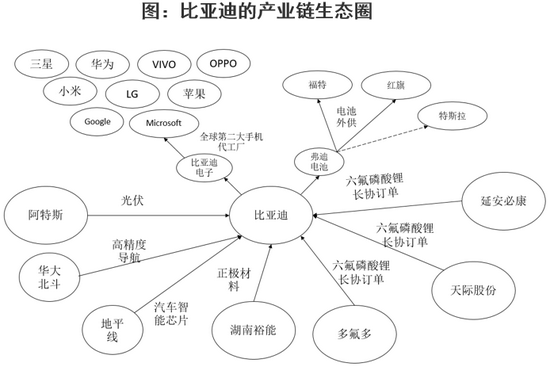 图：比亚迪的产业链生态圈
三星
华为
VIVO
OPPO
小米
LG
苹果
Google
Microsoft
福特
红旗
特斯拉
电池
外供
全球第二大手机
代工厂
比亚迪
电子
弗迪
电池
六氟磷酸锂
长协订单
延安必康
阿特斯
光伏
比亚迪
六氟磷酸锂
长协订单
高精度
导航
华大
北斗
正极材
料
六氟磷酸锂
长协订单
天际股份
汽车智
能芯片
地平
线
湖南裕能
多氟多